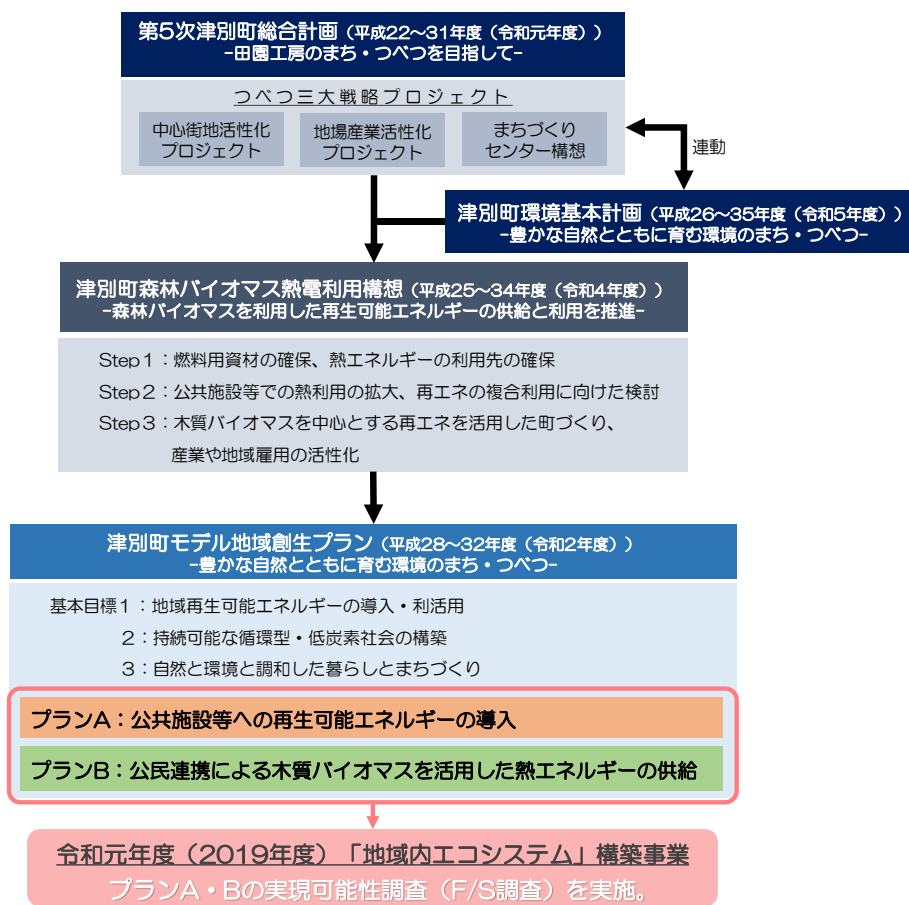 第5次津別町総合計画（平成22～31年度（令和元年度））
-田園工房のまち・つべつを目指して-
つべつ三大戦略プロジェクト
中心街地活性化
プロジェクト
地場産業活性化
プロジェクト
まちづくり
センター構想
連動
津別町環境基本計画（平成26～35年度（令和5年度））
-豊かな自然とともに育む環境のまち・つべつ-
津別町森林バイオマス熱電利用構想（平成25～34年度（令和4年度））
-森林バイオマスを利用した再生可能エネルギーの供給と利用を推進-
Step1：燃料用資材の確保、熱エネルギーの利用先の確保
Step2：公共施設等での熱利用の拡大、再エネの複合利用に向けた検討
Step3：木質バイオマスを中心とする再エネを活用した町づくり、
産業や地域雇用の活性化
津別町モデル地域創生プラン（平成28～32年度（令和2年度））
-豊かな自然とともに育む環境のまち・つべつ-
基本目標1：地域再生可能エネルギーの導入・利活用
2：持続可能な循環型・低炭素社会の構築
3：自然と環境と調和した暮らしとまちづくり
プランA：公共施設等への再生可能エネルギーの導入
プランB：公民連携による木質バイオマスを活用した熱エネルギーの供給
令和元年度（2019年度）「地域内エコシステム」構築事業
プランA・Bの実現可能性調査（F/S調査）を実施。